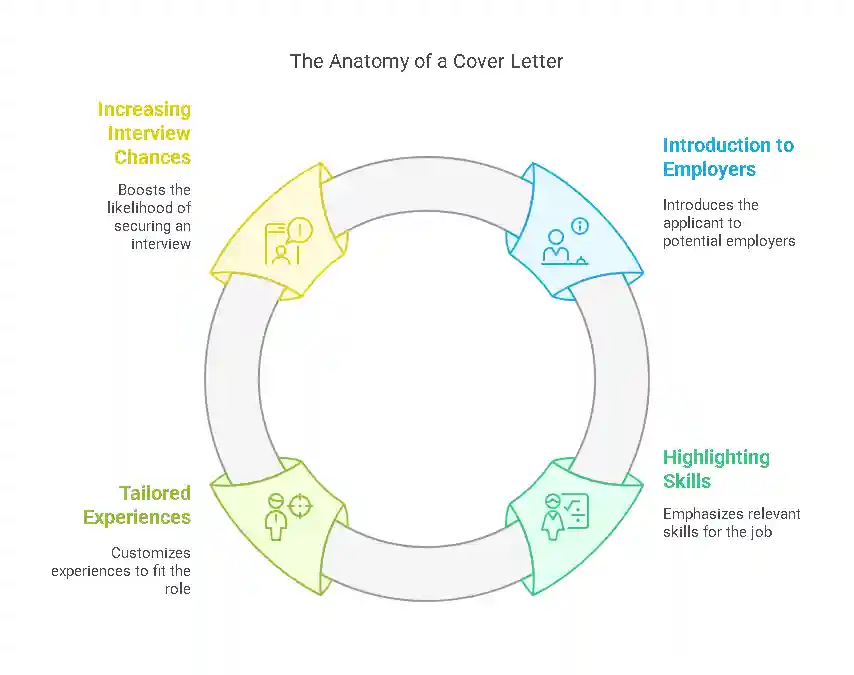 The Anatomy of a Cover Letter
Increasing
Interview
Chances
Boosts the
likelihood of
securing an
interview
Introduction to
Employers
Introduces the
applicant to
potential employers
Highlighting
Skills
Emphasizes relevant
skills for the job
Tailored
Experiences
Customizes
experiences to fit the
role